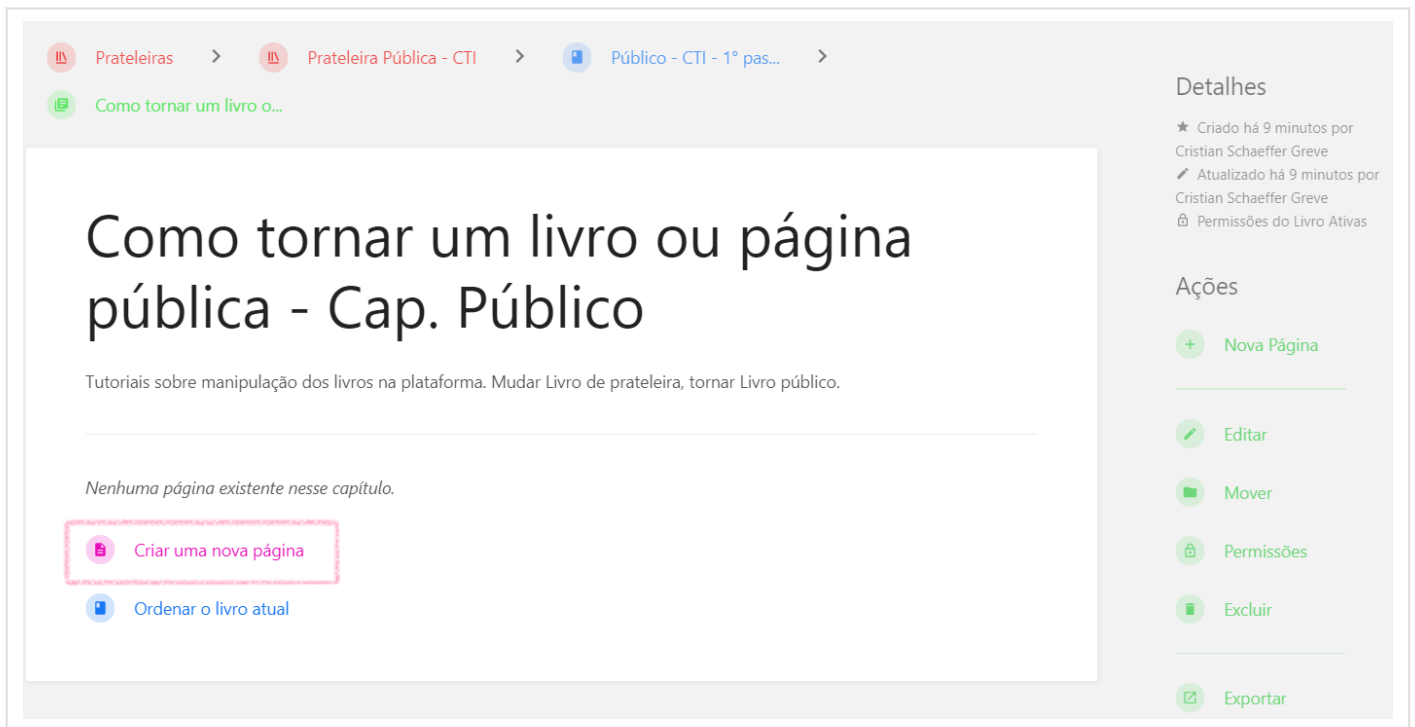 Prateleiras > Prateleira Pública - CTI > Público - CTI - 1° pas... >
Como tornar um livro o...
Como tornar um livro ou página
pública - Cap. Público
Tutoriais sobre manipulação dos livros na plataforma. Mudar Livro de prateleira, tornar Livro público.
Nenhuma página existente nesse capítulo.
Criar uma nova página
Ordenar o livro atual
Detalhes
Criado há 9 minutos por
Cristian Schaeffer Greve
Atualizado há 9 minutos por
Cristian Schaeffer Greve
Permissões do Livro Ativas
Ações
Nova Página
Editar
Mover
Permissões
Excluir
Exportar